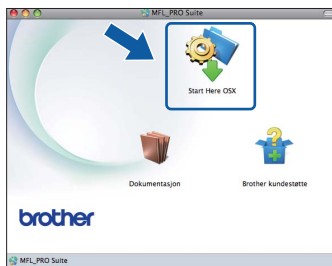 MFL_PRO Suite
Start Here OSX
Dokumentasjon
Brother kundestøtte
brother
MFL_PRO Suite